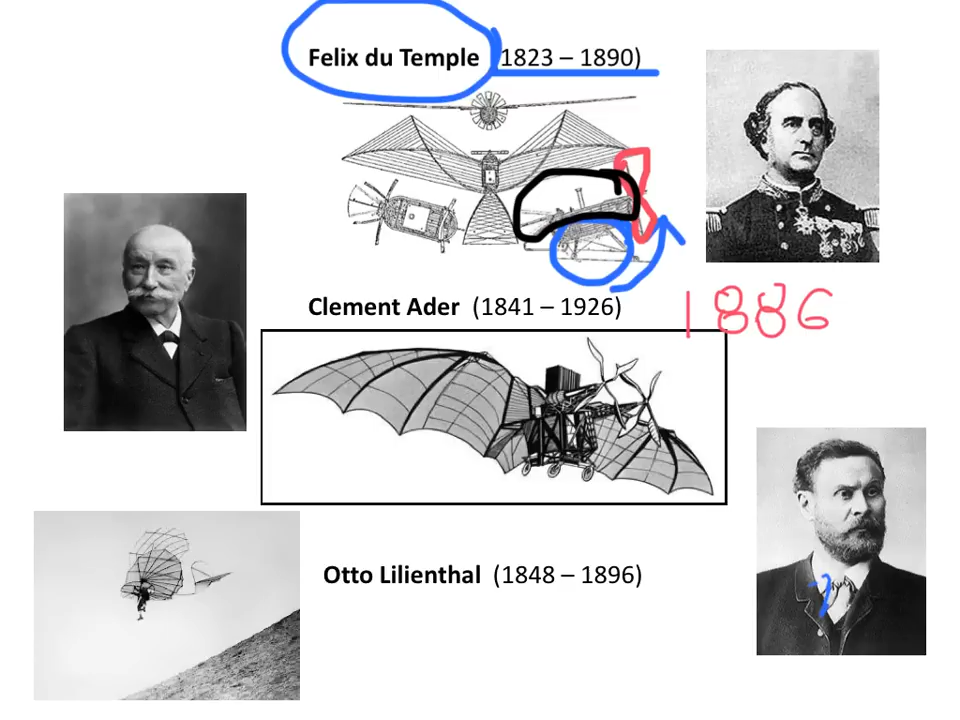 Felix du Temple (1823 – 1890)
Clement Ader (1841 – 1926)
1886
Otto Lilienthal (1848 – 1896)